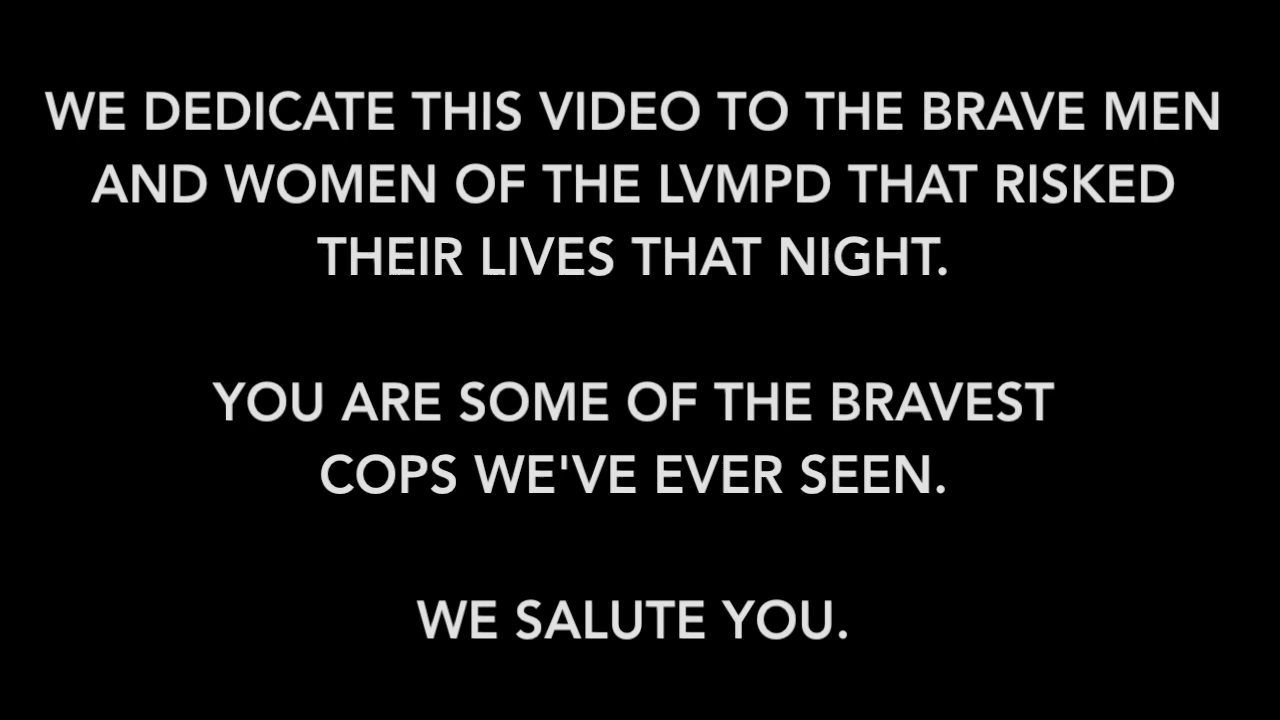 WE DEDICATE THIS VIDEO TO THE BRAVE MEN
AND WOMEN OF THE LVMPD THAT RISKED
THEIR LIVES THAT NIGHT.
YOU ARE SOME OF THE BRAVEST
COPS WE'VE EVER SEEN.
WE SALUTE YOU.